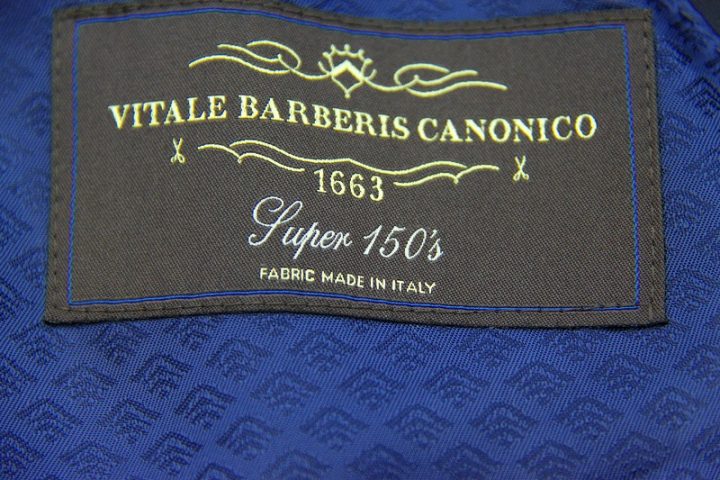 VITALE BARBERIS CANONICO
1663
Super 150's
FABRIC MADE IN ITALY